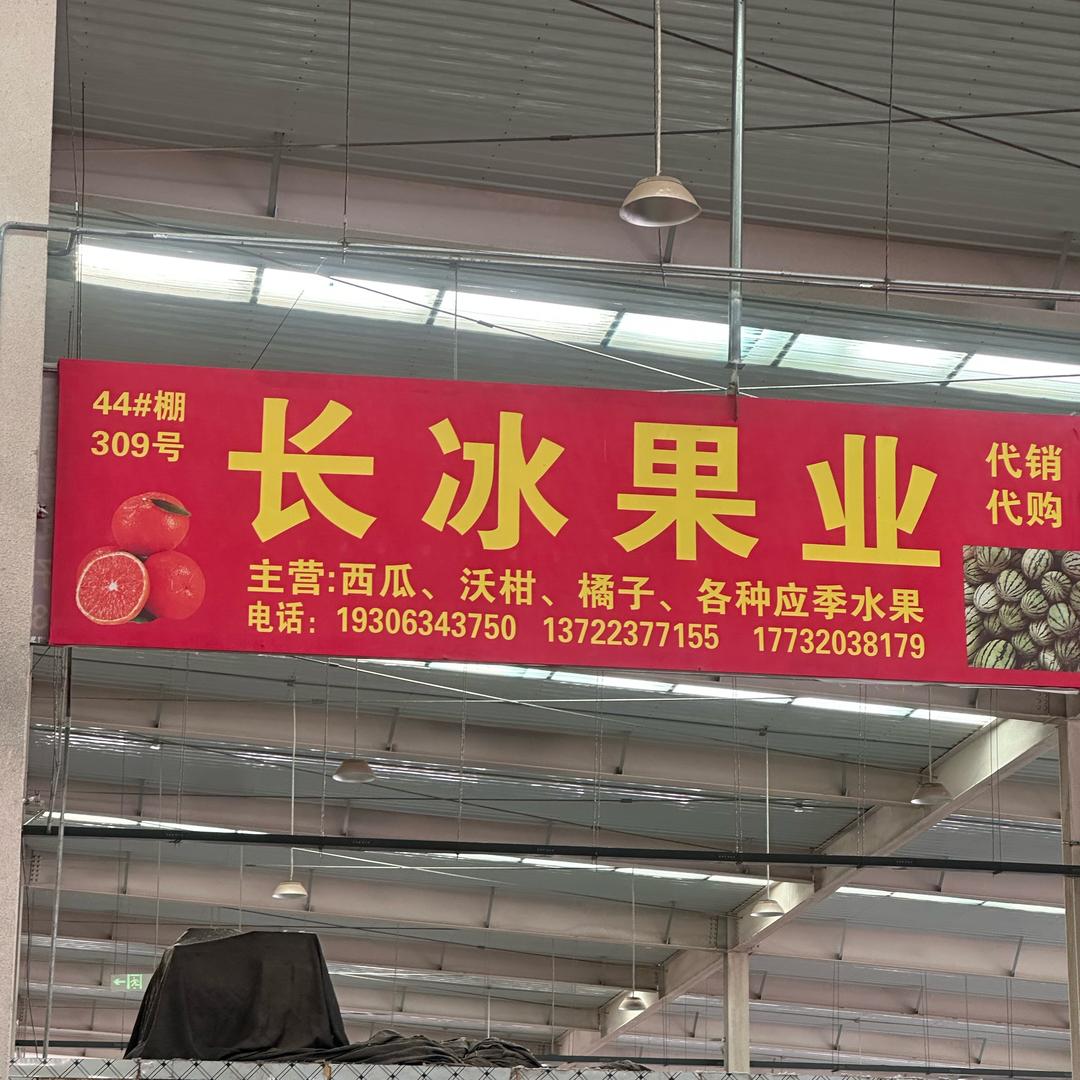 44#棚
309号
长冰果业
代销
代购
主营:西瓜、沃柑、橘子、各种应季水果
电话: 19306343750 13722377155 17732038179